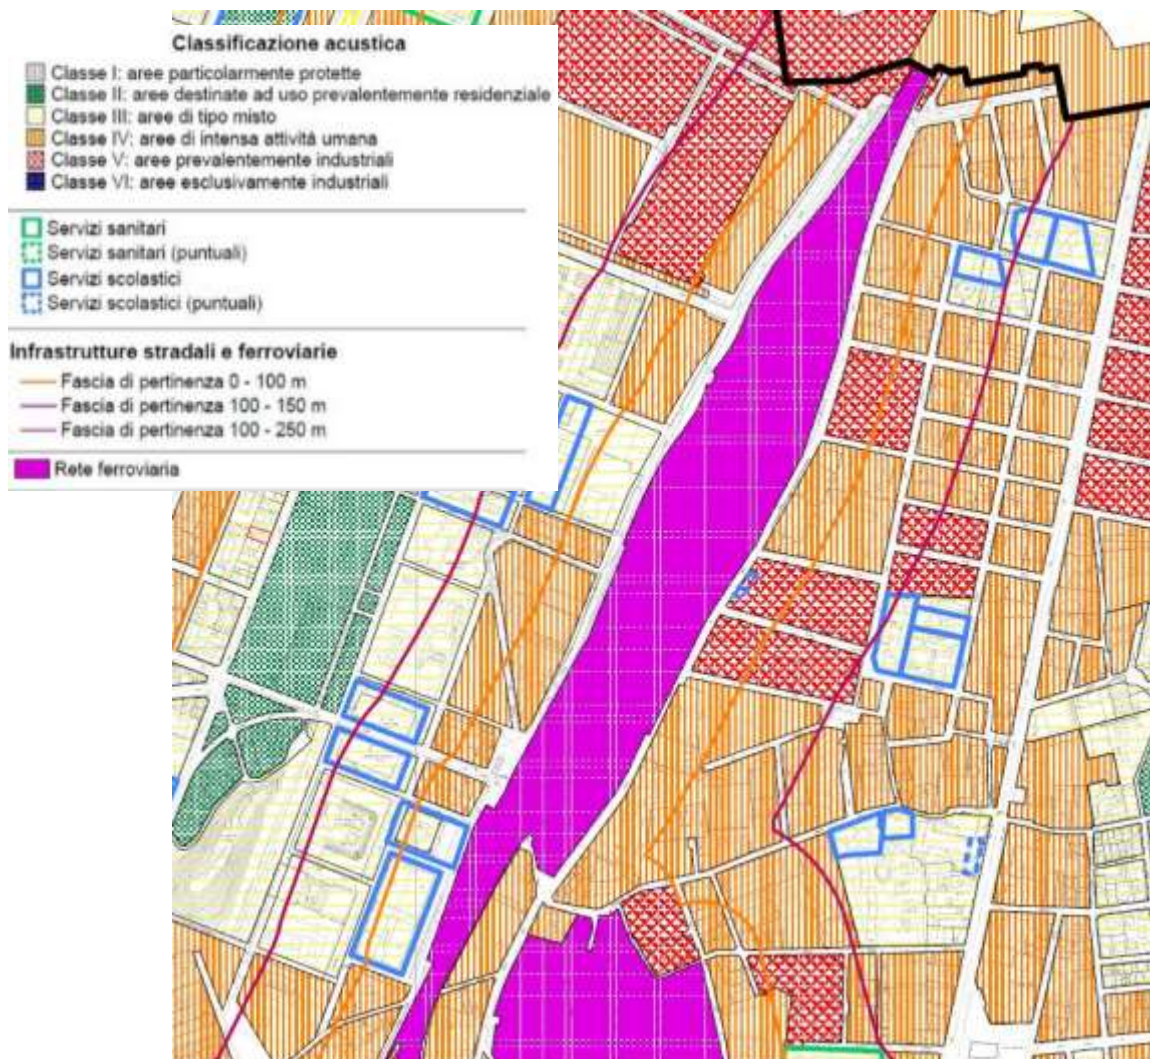 Classificazione acustica
Classe I: aree particolarmente protette
Classe II: aree destinate ad uso prevalentemente residenziale
Classe III: aree di tipo misto
Classe IV: aree di intensa attività umana
Classe V: aree prevalentemente industriali
Classe VI: aree esclusivamente industriali
Servizi sanitari
Servizi sanitari (puntuali)
Servizi scolastici
Servizi scolastici (puntuali)
Infrastrutture stradali e ferroviarie
Fascia di pertinenza 0 - 100 m
Fascia di pertinenza 100 - 150 m
Fascia di pertinenza 100 - 250 m
Rete ferroviaria